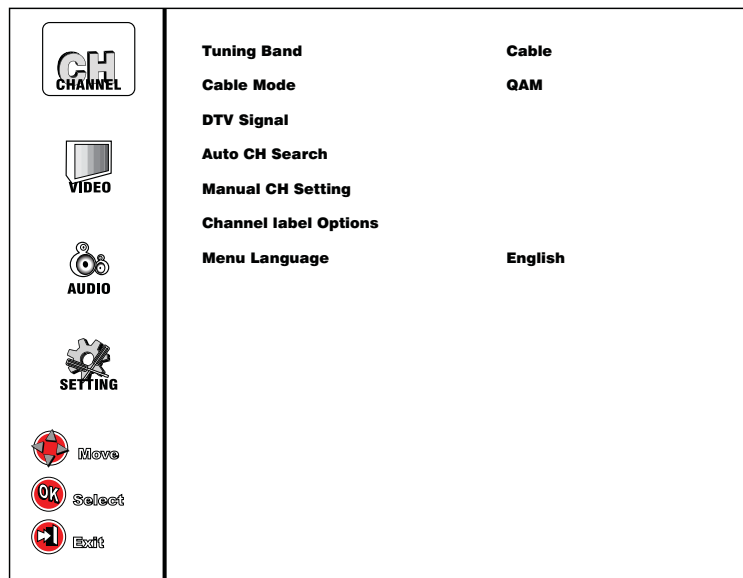 CH
CHANNEL
VIDEO
AUDIO
SETTING
Move
OK Select
Exit
Tuning Band Cable
Cable Mode QAM
DTV Signal
Auto CH Search
Manual CH Setting
Channel label Options
Menu Language English